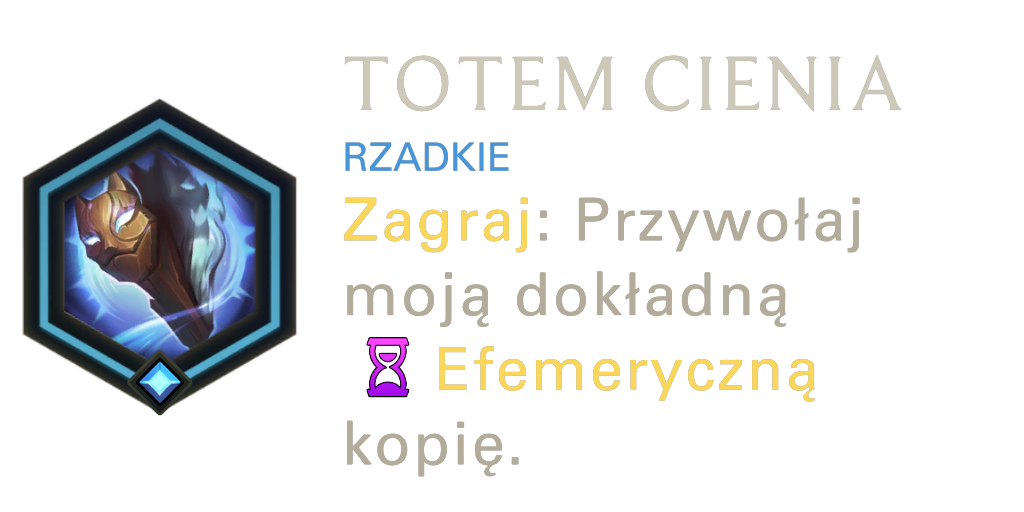 TOTEM CIENIA
RZADKIE
Zagraj: Przywołaj
moją dokładną
Efemeryczną
kopię.